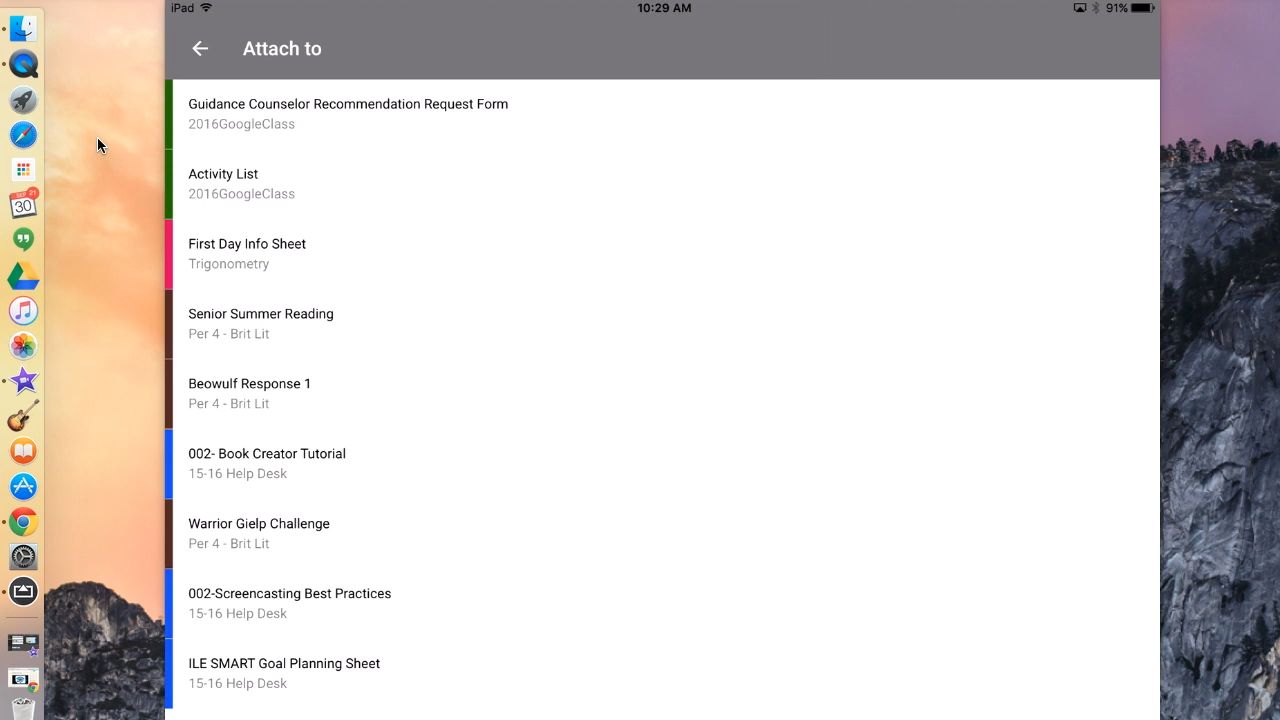 iPad
10:29 AM
91%
Attach to
Guidance Counselor Recommendation Request Form
2016GoogleClass
Activity List
2016GoogleClass
First Day Info Sheet
Trigonometry
Senior Summer Reading
Per 4 - Brit Lit
Beowulf Response 1
Per 4 - Brit Lit
002- Book Creator Tutorial
15-16 Help Desk
Warrior Gielp Challenge
Per 4 - Brit Lit
002-Screencasting Best Practices
15-16 Help Desk
ILE SMART Goal Planning Sheet
15-16 Help Desk
SEP 21
30